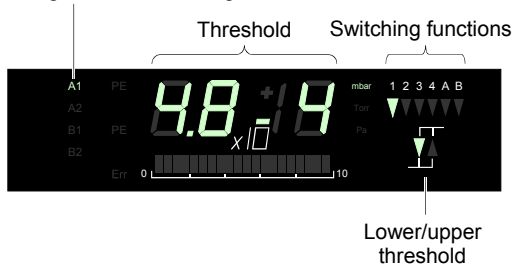 Threshold Switching functions
A1 PE 4.8 -4 mbar 1 2 3 4 A B
A2 + Torr
B1 PE x10 Pa
B2
Err 0 10
Lower/upper
threshold